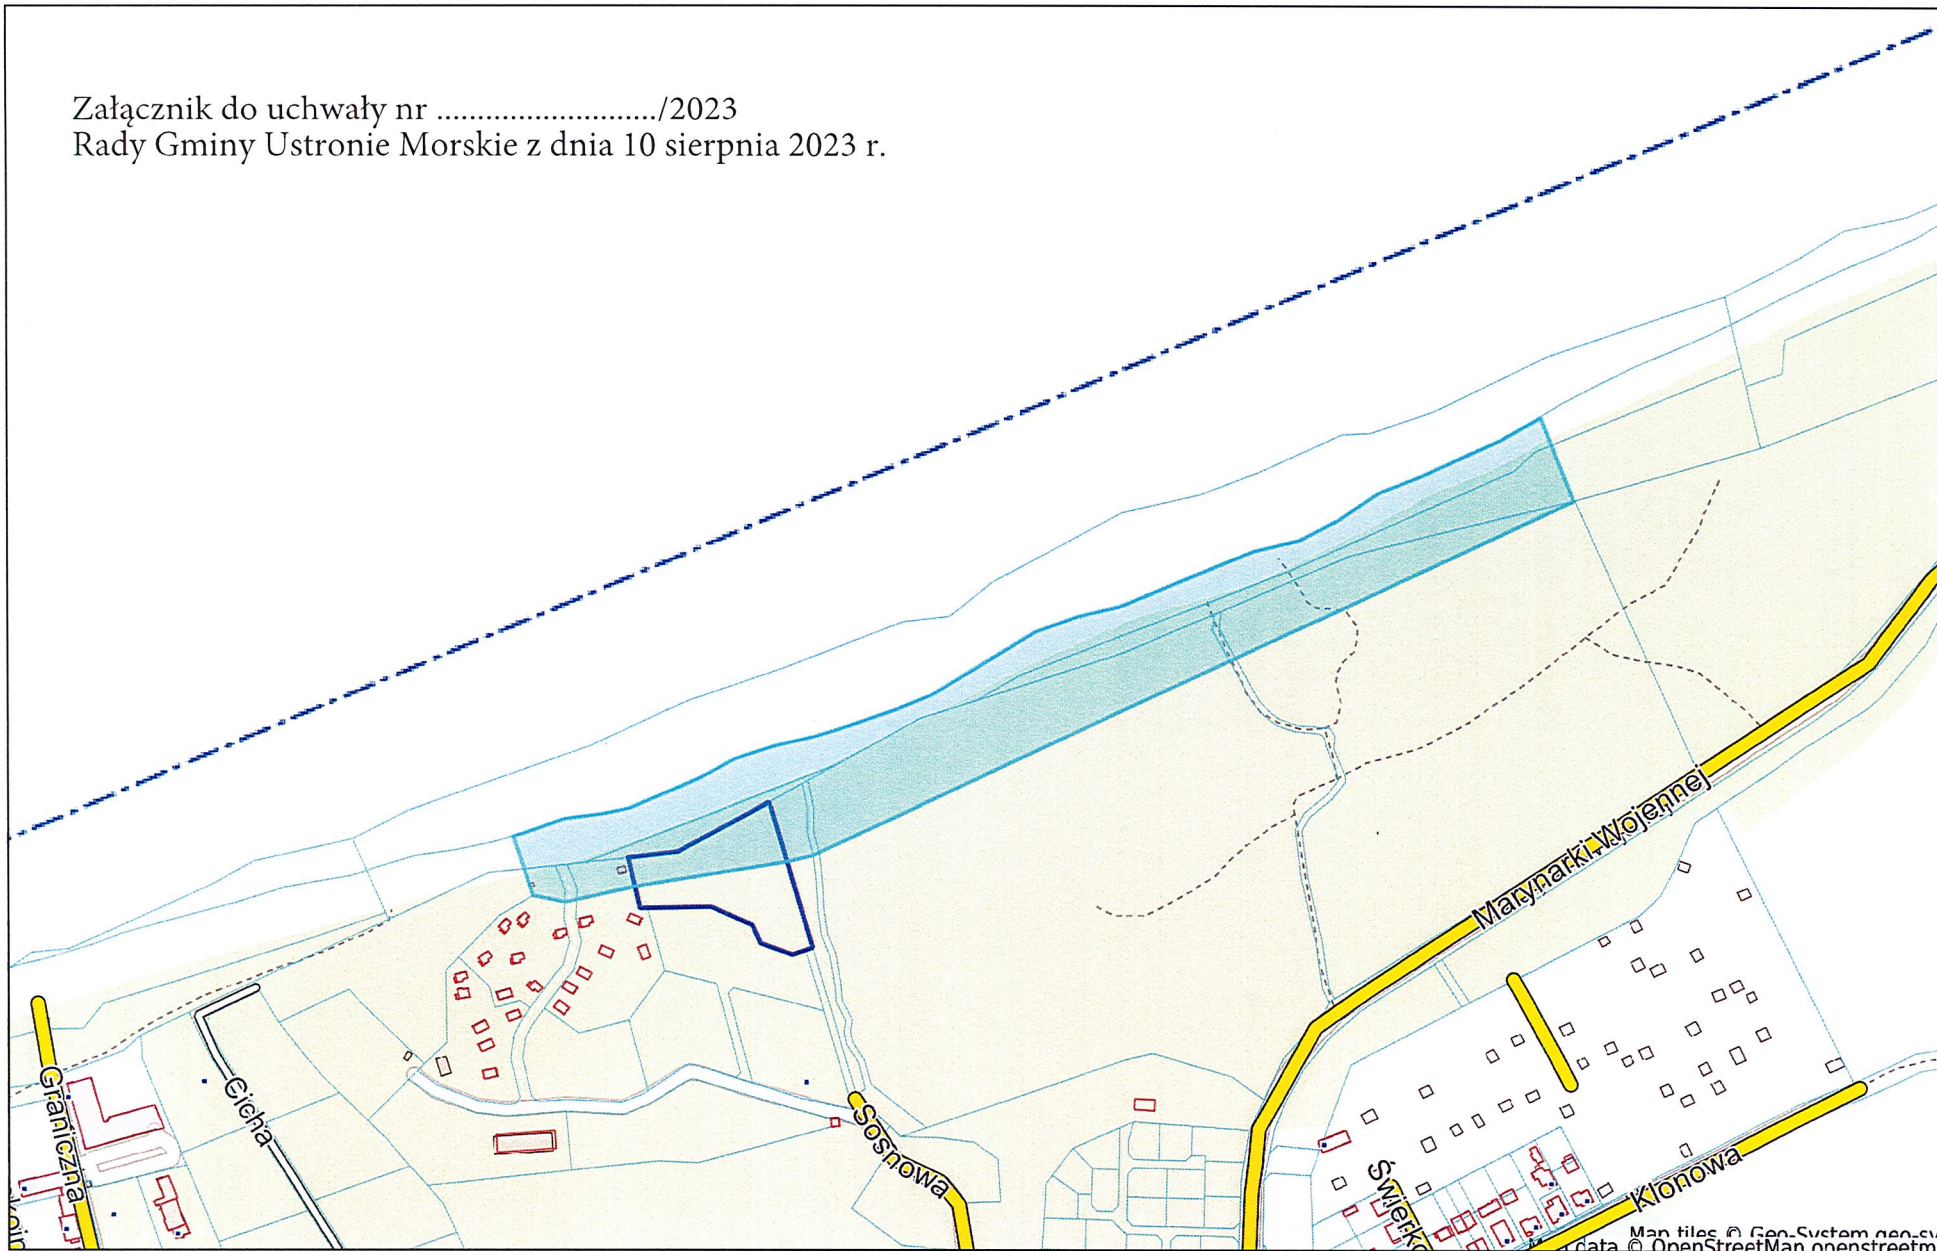 Załącznik do uchwały nr ........................../2023
Rady Gminy Ustronie Morskie z dnia 10 sierpnia 2023 r.
Marynarki Wojennej
Graniczna
Cicha
Sosnowa
Klonowa
Map tiles © Geo-System
data © OpenStreetMap